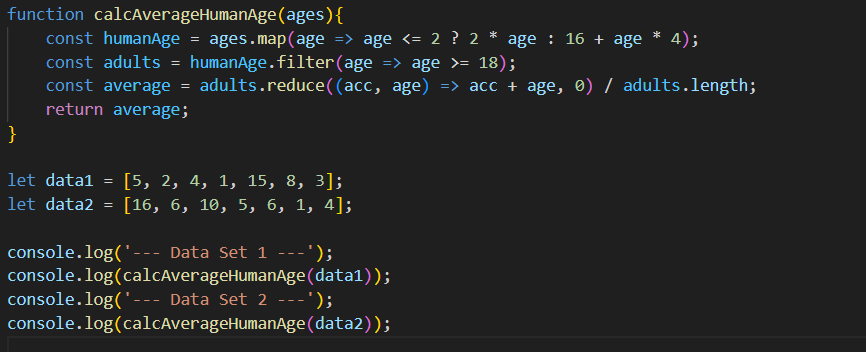 function calcAverageHumanAge(ages){
    const humanAge = ages.map(age => age <= 2 ? 2 * age : 16 + age * 4);
    const adults = humanAge.filter(age => age >= 18);
    const average = adults.reduce((acc, age) => acc + age, 0) / adults.length;
    return average;
}

let data1 = [5, 2, 4, 1, 15, 8, 3];
let data2 = [16, 6, 10, 5, 6, 1, 4];

console.log('--- Data Set 1 ---');
console.log(calcAverageHumanAge(data1));
console.log('--- Data Set 2 ---');
console.log(calcAverageHumanAge(data2));